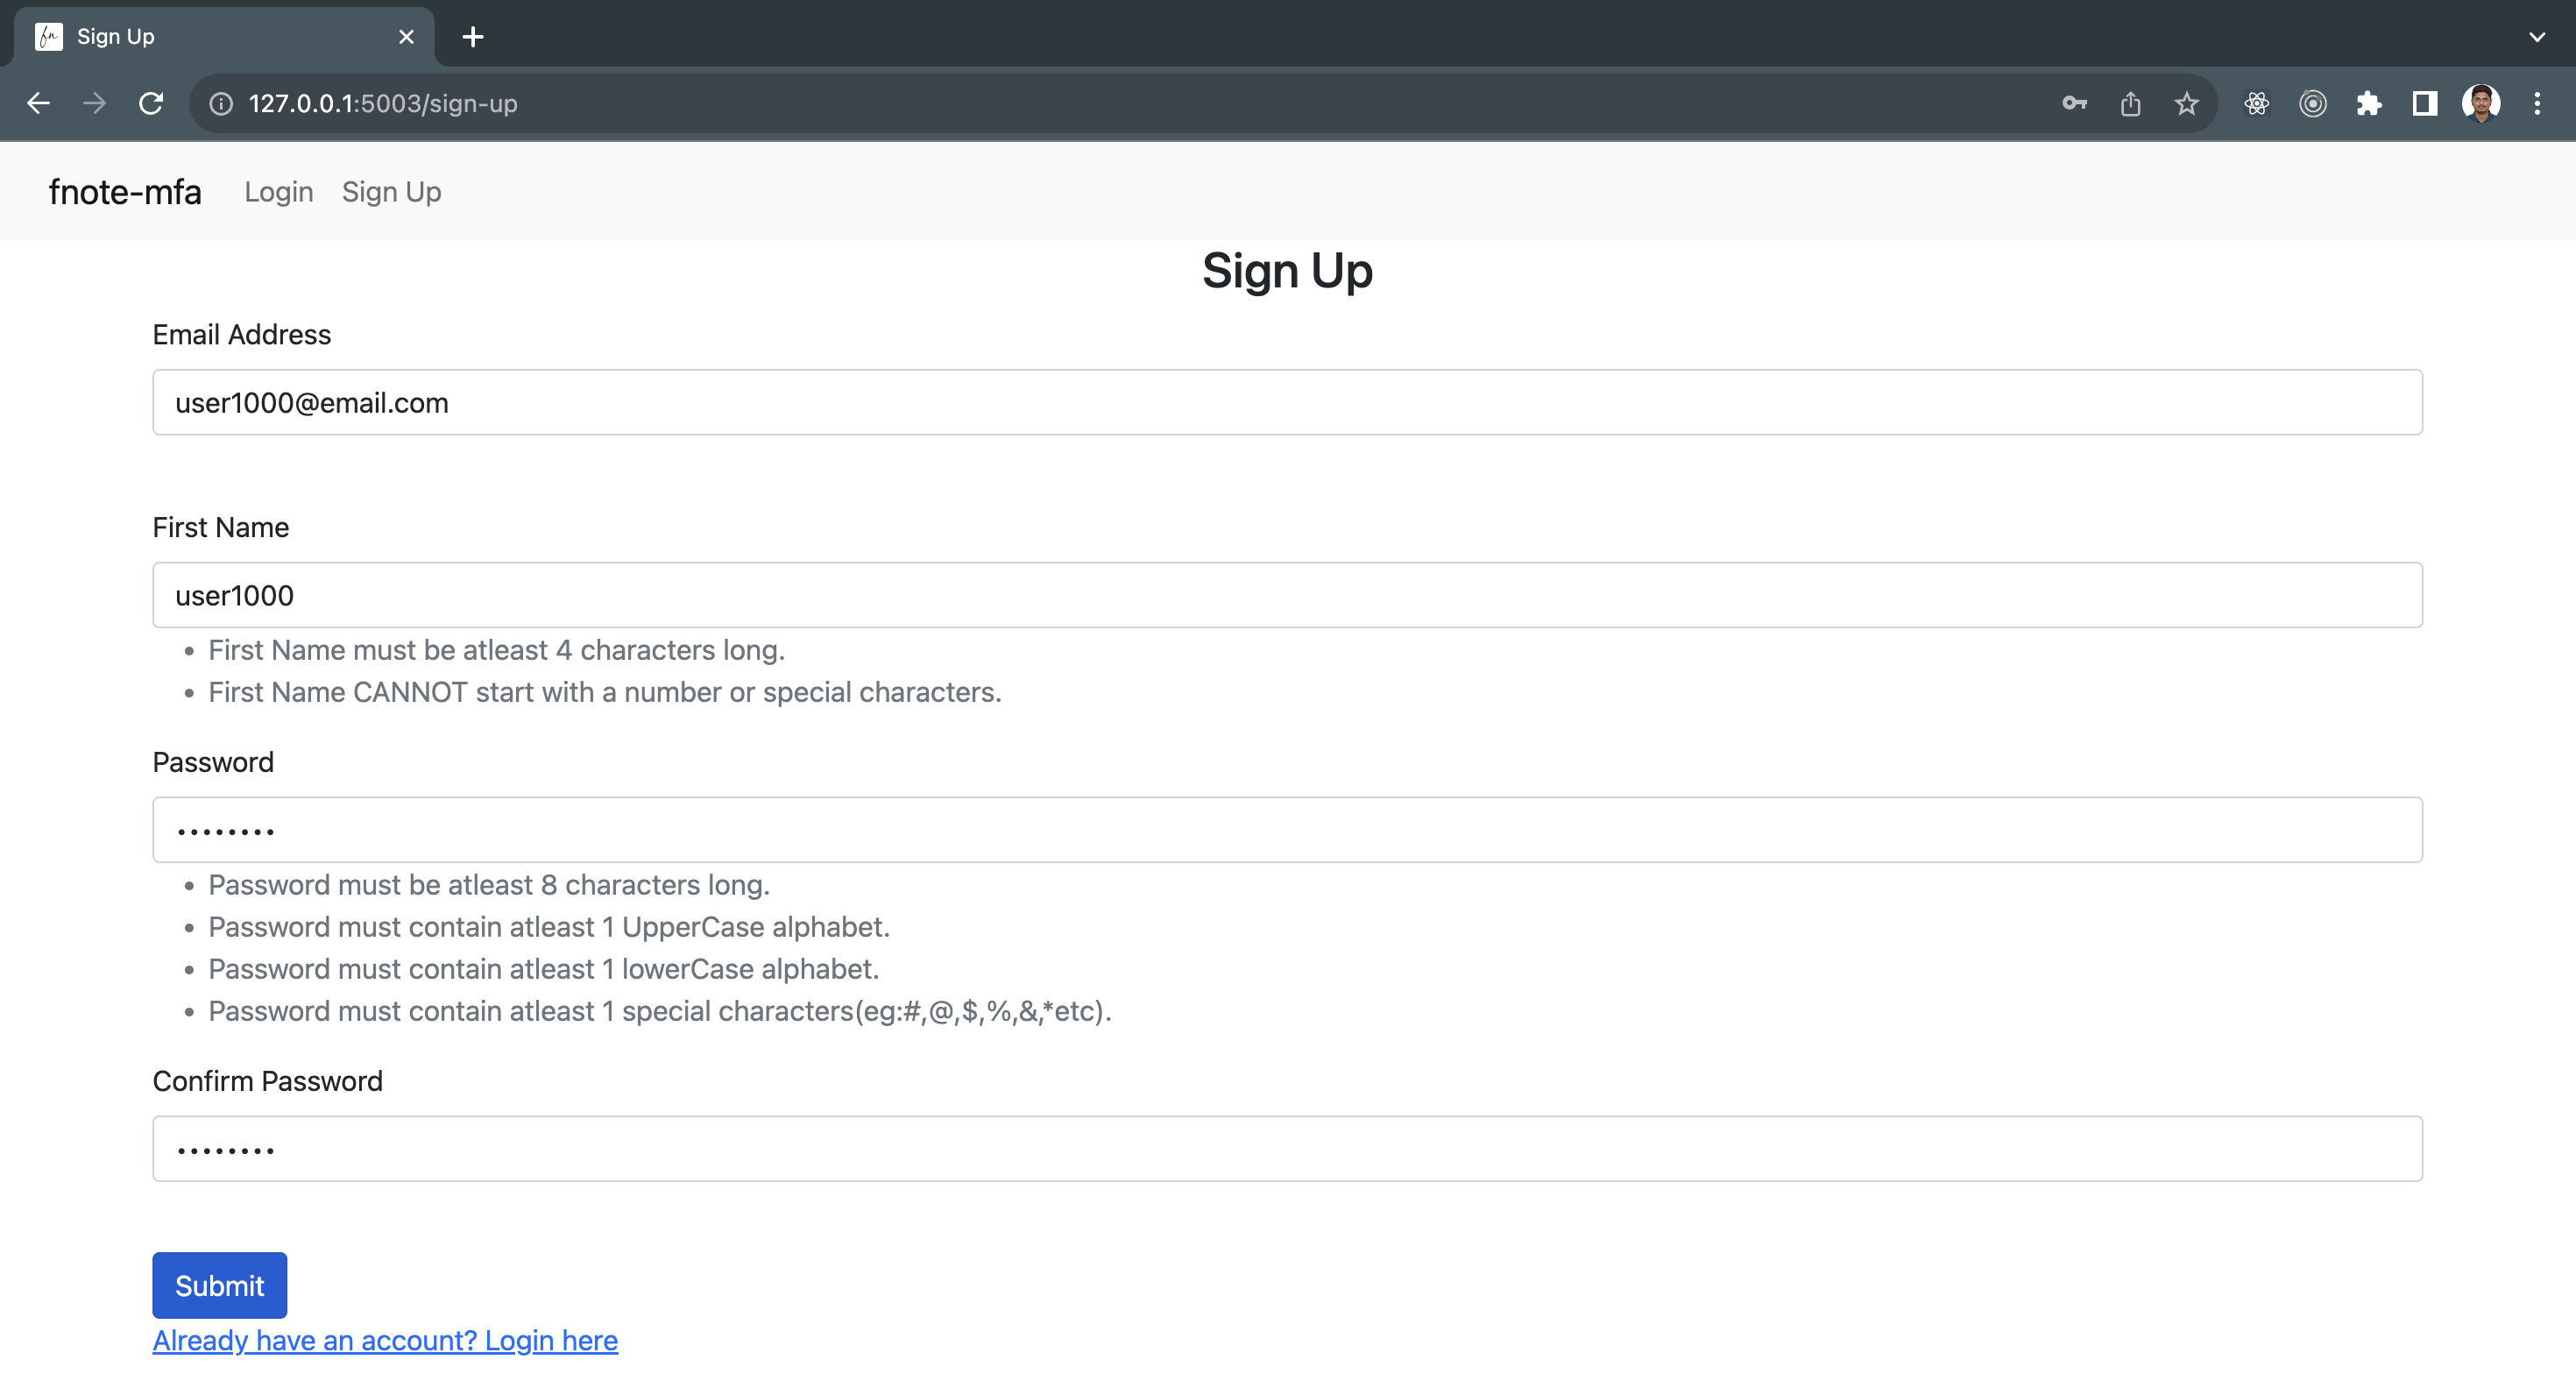 Sign Up
127.0.0.1:5003/sign-up
fnote-mfa Login Sign Up
Sign Up
Email Address
user1000@email.com
First Name
user1000
• First Name must be atleast 4 characters long.
• First Name CANNOT start with a number or special characters.
Password
••••••••
• Password must be atleast 8 characters long.
• Password must contain atleast 1 UpperCase alphabet.
• Password must contain atleast 1 lowerCase alphabet.
• Password must contain atleast 1 special characters(eg:#,@,$,%,&,*etc).
Confirm Password
••••••••
Submit
Already have an account? Login here